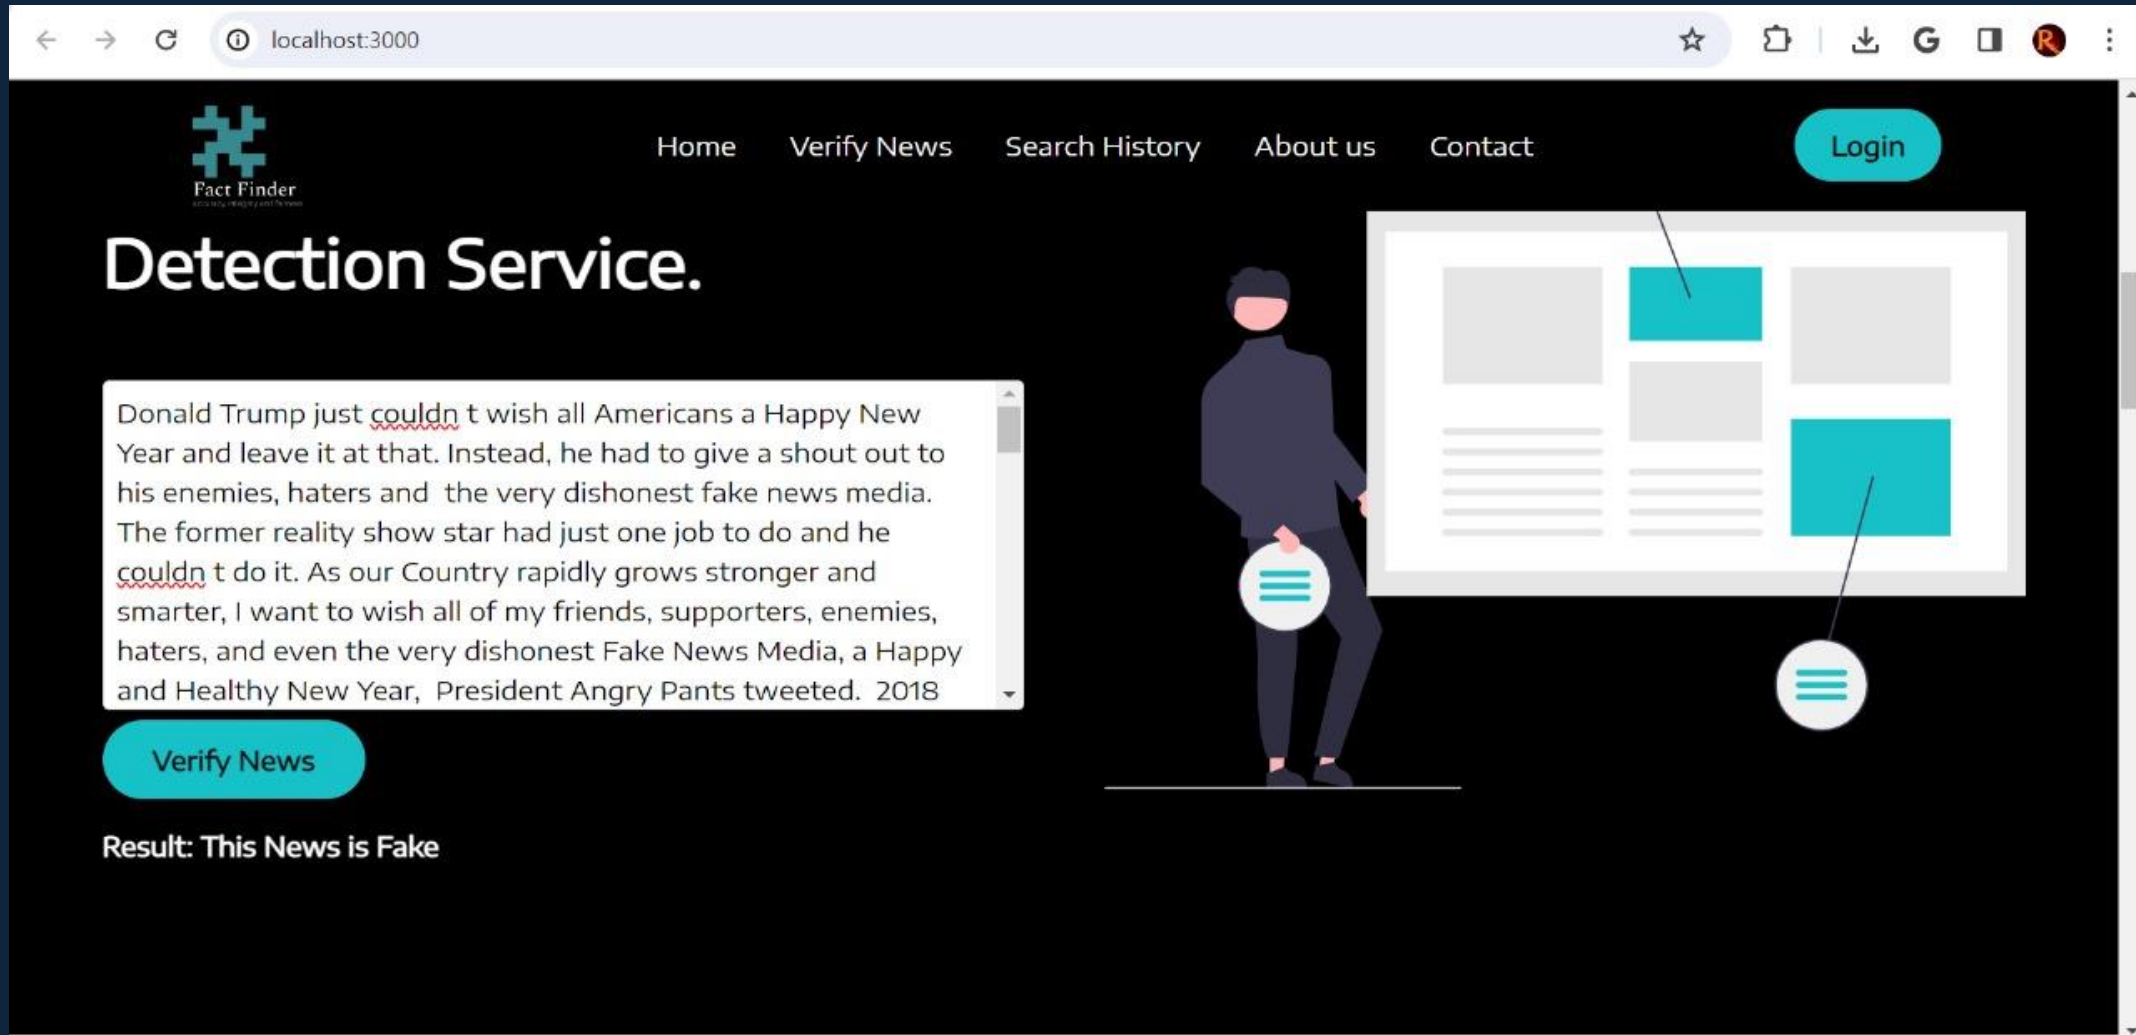 localhost:3000
Home Verify News Search History About us Contact Login
Fact Finder
Detection Service.
Donald Trump just couldn t wish all Americans a Happy New
Year and leave it at that. Instead, he had to give a shout out to
his enemies, haters and  the very dishonest fake news media.
The former reality show star had just one job to do and he
couldn t do it. As our Country rapidly grows stronger and
smarter, I want to wish all of my friends, supporters, enemies,
haters, and even the very dishonest Fake News Media, a Happy
and Healthy New Year,  President Angry Pants tweeted.  2018
Verify News
Result: This News is Fake